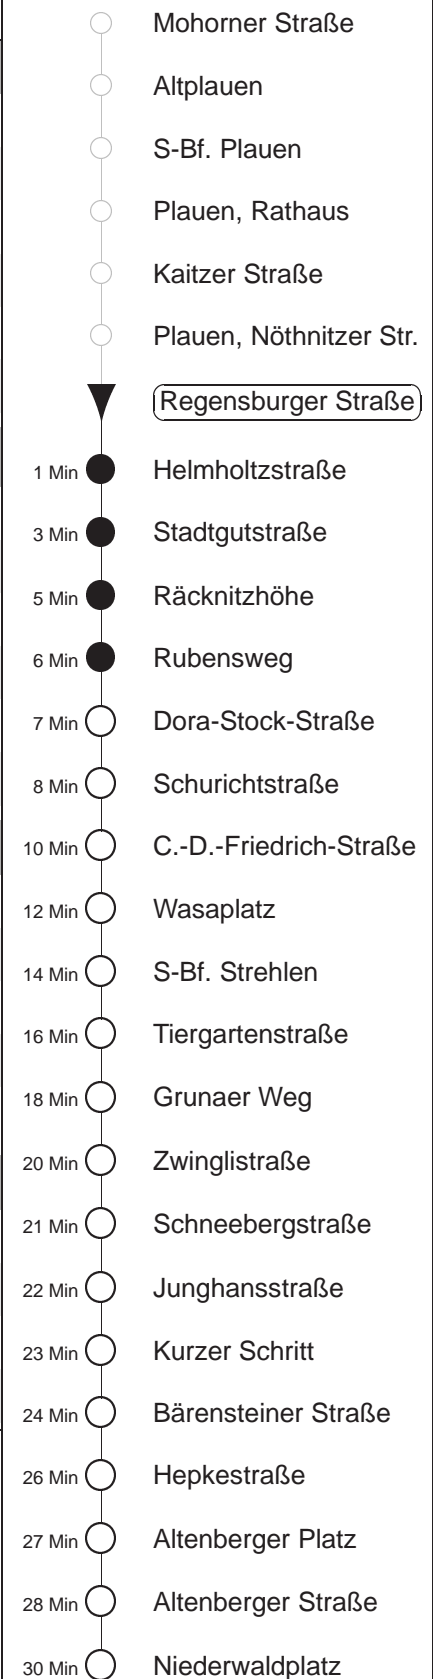 Mohorner Straße
Altplauen
S-Bf. Plauen
Plauen, Rathaus
Kaitzer Straße
Plauen, Nöthnitzer Str.
Regensburger Straße
1 Min Helmholtzstraße
3 Min Stadtgutstraße
5 Min Räcknitzhöhe
6 Min Rubensweg
7 Min Dora-Stock-Straße
8 Min Schurichtstraße
10 Min C.-D.-Friedrich-Straße
12 Min Wasaplatz
14 Min S-Bf. Strehlen
16 Min Tiergartenstraße
18 Min Grunaer Weg
20 Min Zwinglistraße
21 Min Schneebergstraße
22 Min Junghansstraße
23 Min Kurzer Schritt
24 Min Bärensteiner Straße
26 Min Hepkestraße
27 Min Altenberger Platz
28 Min Altenberger Straße
30 Min Niederwaldplatz